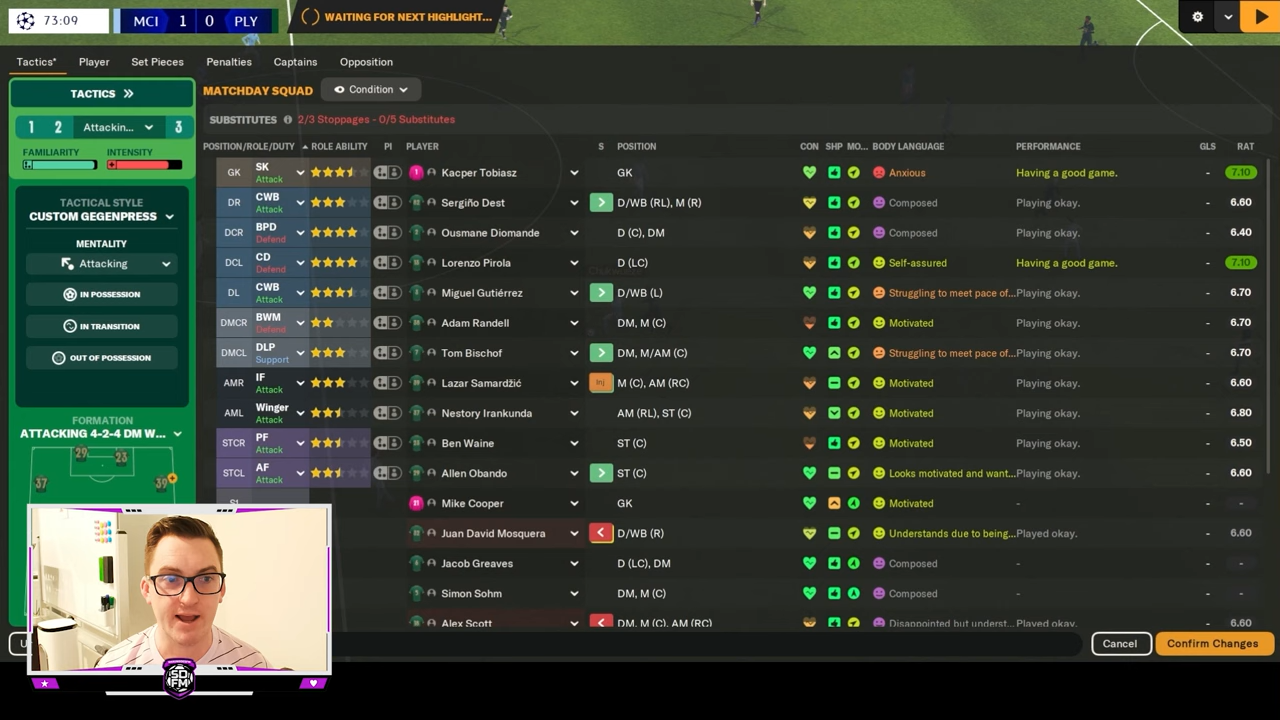 73:09 MCI 1 0 PLY WAITING FOR NEXT HIGHLIGHT...
Tactics* Player Set Pieces Penalties Captains Opposition
TACTICS
1 2 Attackin... 3
FAMILIARITY INTENSITY
TACTICAL STYLE
CUSTOM GEGENPRESS
MENTALITY
Attacking
IN POSSESSION
IN TRANSITION
OUT OF POSSESSION
FORMATION
ATTACKING 4-2-4 DM W...
29 23
37 39
MATCHDAY SQUAD Condition
SUBSTITUTES 2/3 Stoppages - 0/5 Substitutes
POSITION/ROLE/DUTY ROLE ABILITY PI PLAYER S POSITION CON SHP MO... BODY LANGUAGE PERFORMANCE GLS RAT
GK SK Attack Kacper Tobiasz GK Anxious Having a good game. - 7.10
DR CWB Attack Sergiño Dest D/WB (RL), M (R) Composed Playing okay. - 6.60
DCR BPD Defend Ousmane Diomande D (C), DM Composed Playing okay. - 6.40
DCL CD Defend Lorenzo Pirola D (LC) Self-assured Having a good game. - 7.10
DL CWB Attack Miguel Gutiérrez D/WB (L) Struggling to meet pace of... Playing okay. - 6.70
DMCR BWM Defend Adam Randell DM, M (C) Motivated Playing okay. - 6.70
DMCL DLP Support Tom Bischof DM, M/AM (C) Struggling to meet pace of... Playing okay. - 6.70
AMR IF Attack Lazar Samardžić Inj M (C), AM (RC) Motivated Playing okay. - 6.60
AML Winger Attack Nestory Irankunda AM (RL), ST (C) Motivated Playing okay. - 6.80
STCR PF Attack Ben Waine ST (C) Motivated Playing okay. - 6.50
STCL AF Attack Allen Obando ST (C) Looks motivated and want... Playing okay. - 6.60
S1 Mike Cooper GK Motivated - - -
Juan David Mosquera D/WB (R) Understands due to being... Played okay. - 6.60
Jacob Greaves D (LC), DM Composed - - -
Simon Sohm DM, M (C) Composed - - -
Alex Scott DM, M (C), AM (RC) Disappointed but underst... Played okay. - 6.60
Cancel Confirm Changes
SD
FM